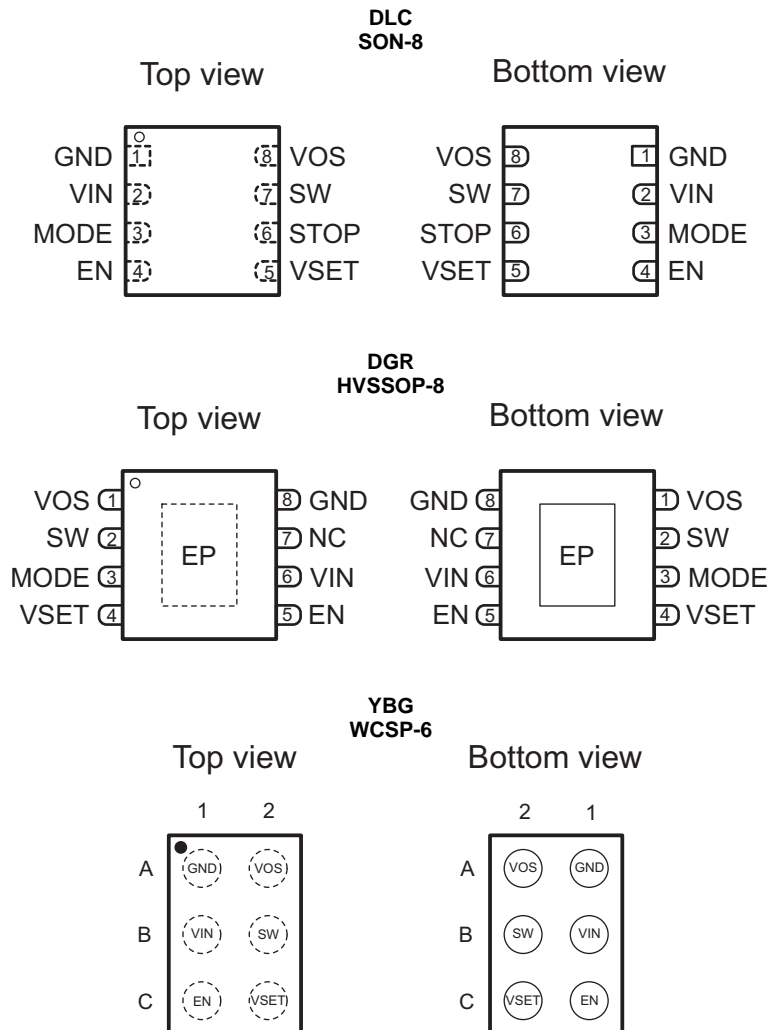 DLC
SON-8
Top view Bottom view
GND 1 8 VOS VOS 8 1 GND
VIN 2 7 SW SW 7 2 VIN
MODE 3 6 STOP STOP 6 3 MODE
EN 4 5 VSET VSET 5 4 EN
DGR
HVSSOP-8
Top view Bottom view
VOS 1 8 GND GND 8 1 VOS
SW 2 7 NC NC 7 2 SW
EP EP
MODE 3 6 VIN VIN 6 3 MODE
VSET 4 5 EN EN 5 4 VSET
YBG
WCSP-6
Top view Bottom view
1 2 2 1
A GND VOS A VOS GND
B VIN SW B SW VIN
C EN VSET C VSET EN